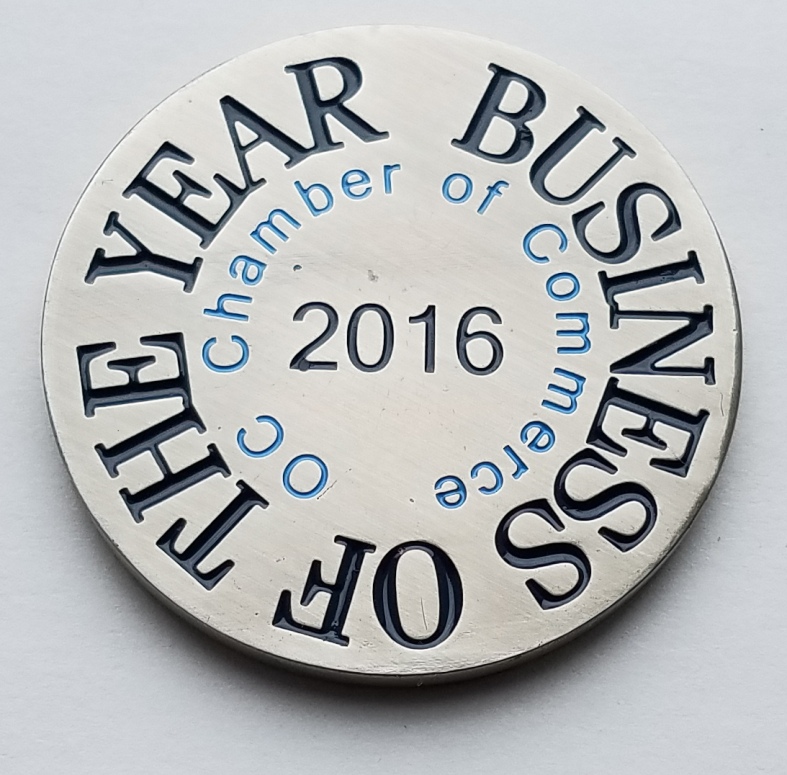 BUSINESS OF THE YEAR
OC Chamber of Commerce
2016